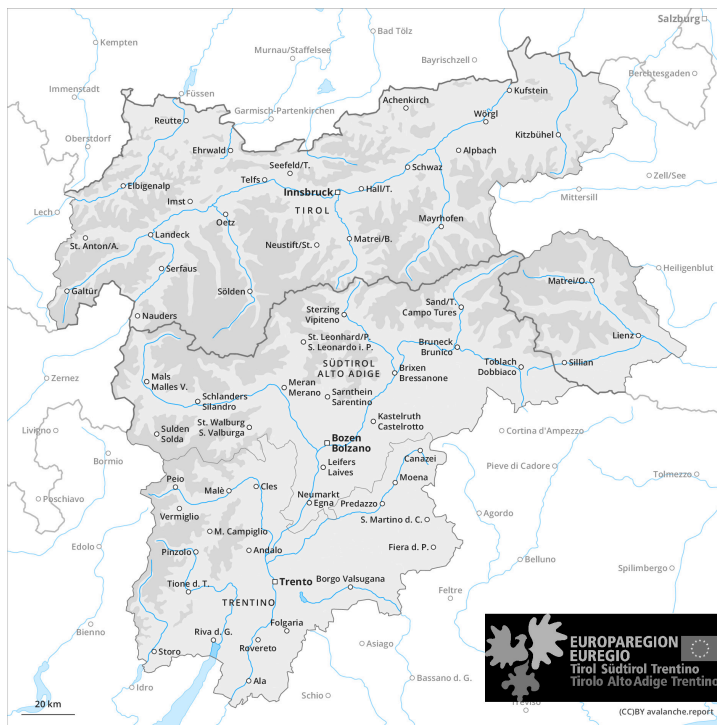 Salzburg
Bad Tölz
Kempten
Murnau/Staffelsee
Bayrischzell
Berchtesgaden
Immenstadt
Füssen
Garmisch-Partenkirchen
Achenkirch
Kufstein
Reutte
Wörgl
Oberstdorf
Ehrwald
Kitzbühel
Seefeld/T.
Alpbach
Telfs
Schwaz
Zell/See
Elbigenalp
Innsbruck
Hall/T.
Mittersill
Imst
TIROL
Lech
Oetz
Mayrhofen
St. Anton/A.
Landeck
Neustift/St.
Matrei/B.
Serfaus
Heiligenblut
Galtür
Sölden
Matrei/O.
Nauders
Sterzing
Vipiteno
Sand/T.
Campo Tures
Lienz
St. Leonhard/P.
S. Leonardo i. P.
Bruneck
Brunico
SÜDTIROL
ALTO ADIGE
Toblach
Dobbiaco
Sillian
Zernez
Mals
Malles V.
Meran
Merano
Brixen
Bressanone
Schlanders
Silandro
Sarnthein
Sarentino
Livigno
St. Walburg
S. Valburga
Kastelruth
Castelrotto
Sulden
Solda
Cortina d'Ampezzo
Bozen
Bolzano
Bormio
Canazei
Leifers
Laives
Pieve di Cadore
Tolmezzo
Peio
Malè
Cles
Moena
Poschiavo
Neumarkt
Egna
Predazzo
Vermiglio
Agordo
S. Martino d. C.
M. Campiglio
Edolo
Pinzolo
Andalo
Fiera d. P.
Belluno
Tione d. T.
Trento
Borgo Valsugana
Spilimbergo
Feltre
TRENTINO
Folgaria
Bienno
Riva d. G.
Rovereto
Asiago
Storo
EUROPAREGION
EUREGIO
Tirol Südtirol Trentino
Tirolo Alto Adige Trentino
Idro
Ala
Bassano d. G.
Schio
Treviso
20 km
(CC)BY avalanche.report